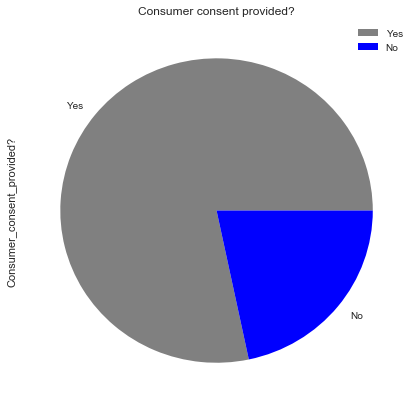 Consumer consent provided?
Yes
No
Yes
Consumer_consent_provided?
No